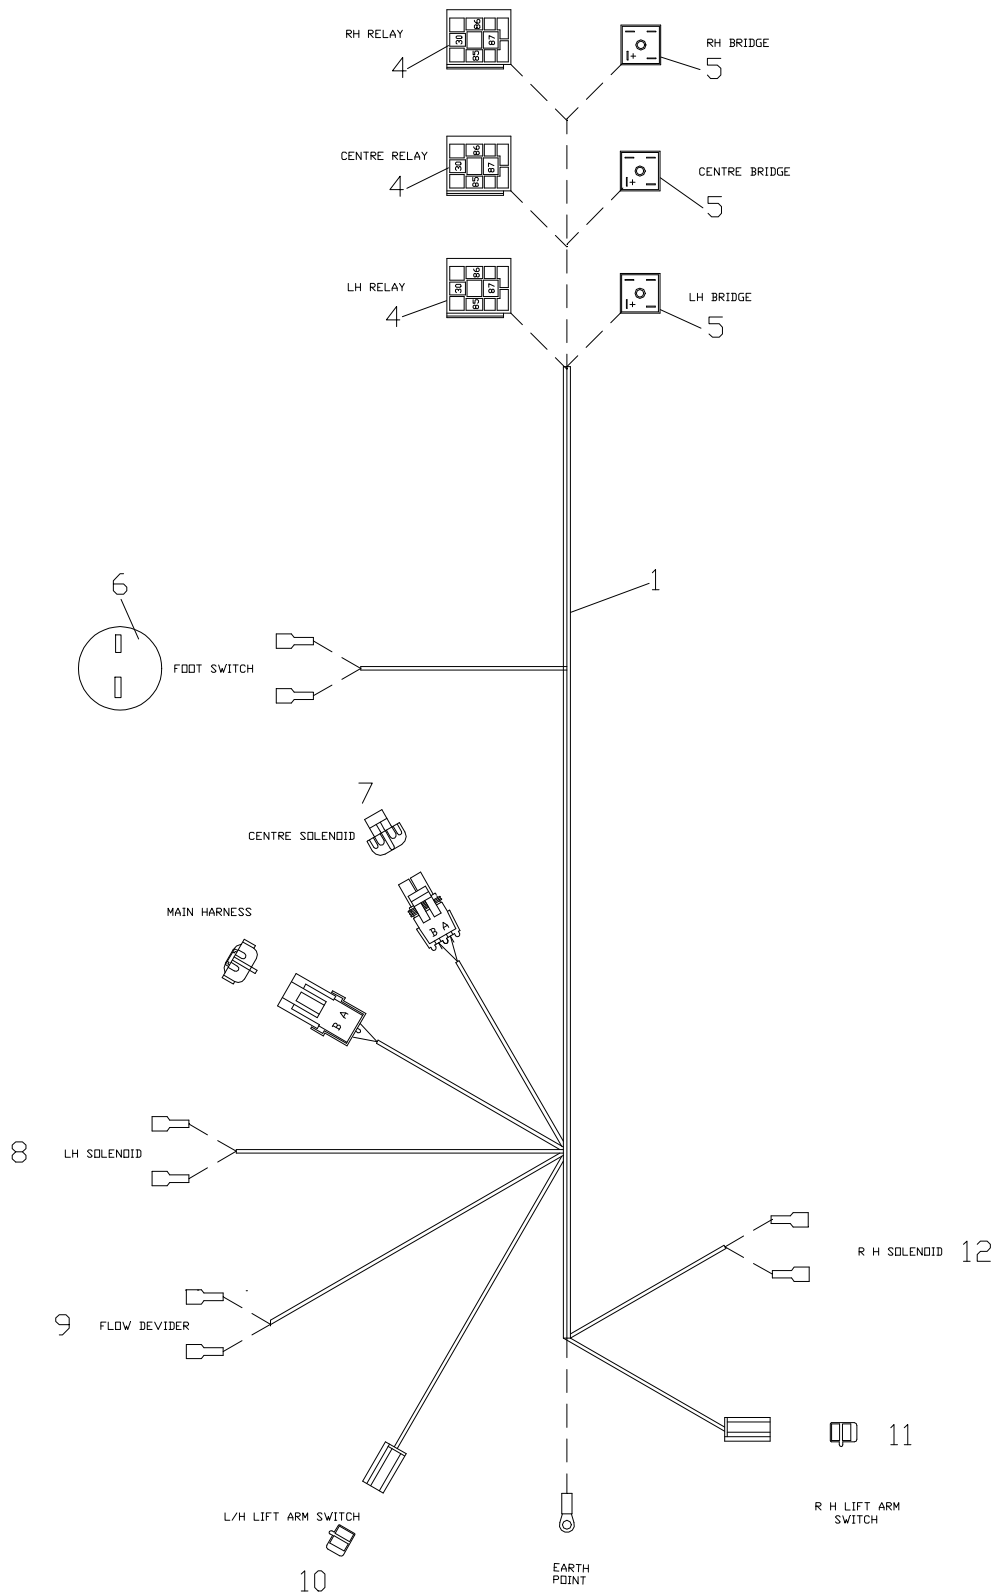 RH RELAY
4
86
30
87
85
RH BRIDGE
5
CENTRE RELAY
4
86
30
87
85
CENTRE BRIDGE
5
LH RELAY
4
86
30
87
85
LH BRIDGE
5
1
6
FOOT SWITCH
7
CENTRE SOLENOID
B A
MAIN HARNESS
B A
8
LH SOLENOID
R H SOLENOID
12
9
FLOW DEVIDER
11
L/H LIFT ARM SWITCH
10
R H LIFT ARM
SWITCH
EARTH
POINT